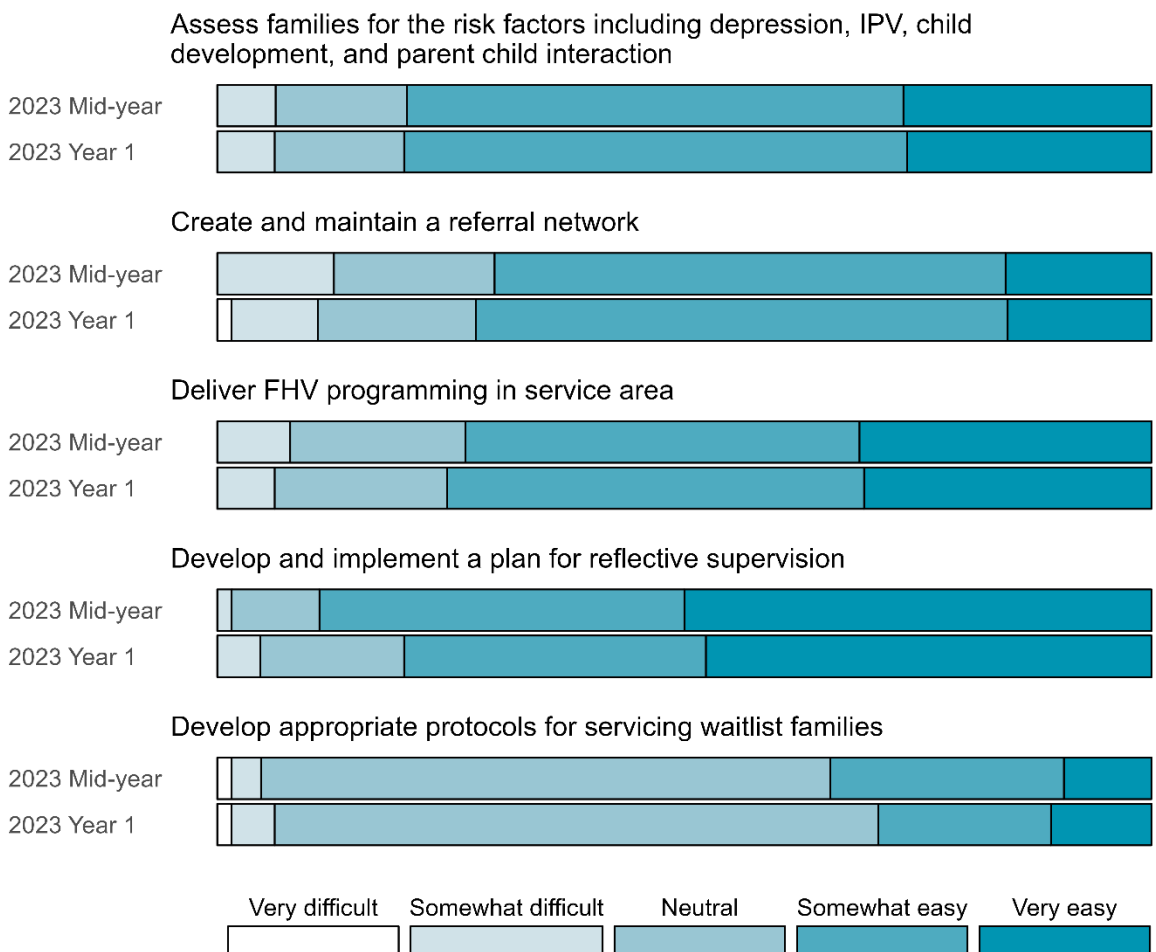 Assess families for the risk factors including depression, IPV, child
development, and parent child interaction
2023 Mid-year
2023 Year 1
Create and maintain a referral network
2023 Mid-year
2023 Year 1
Deliver FHV programming in service area
2023 Mid-year
2023 Year 1
Develop and implement a plan for reflective supervision
2023 Mid-year
2023 Year 1
Develop appropriate protocols for servicing waitlist families
2023 Mid-year
2023 Year 1
Very difficult Somewhat difficult Neutral Somewhat easy Very easy